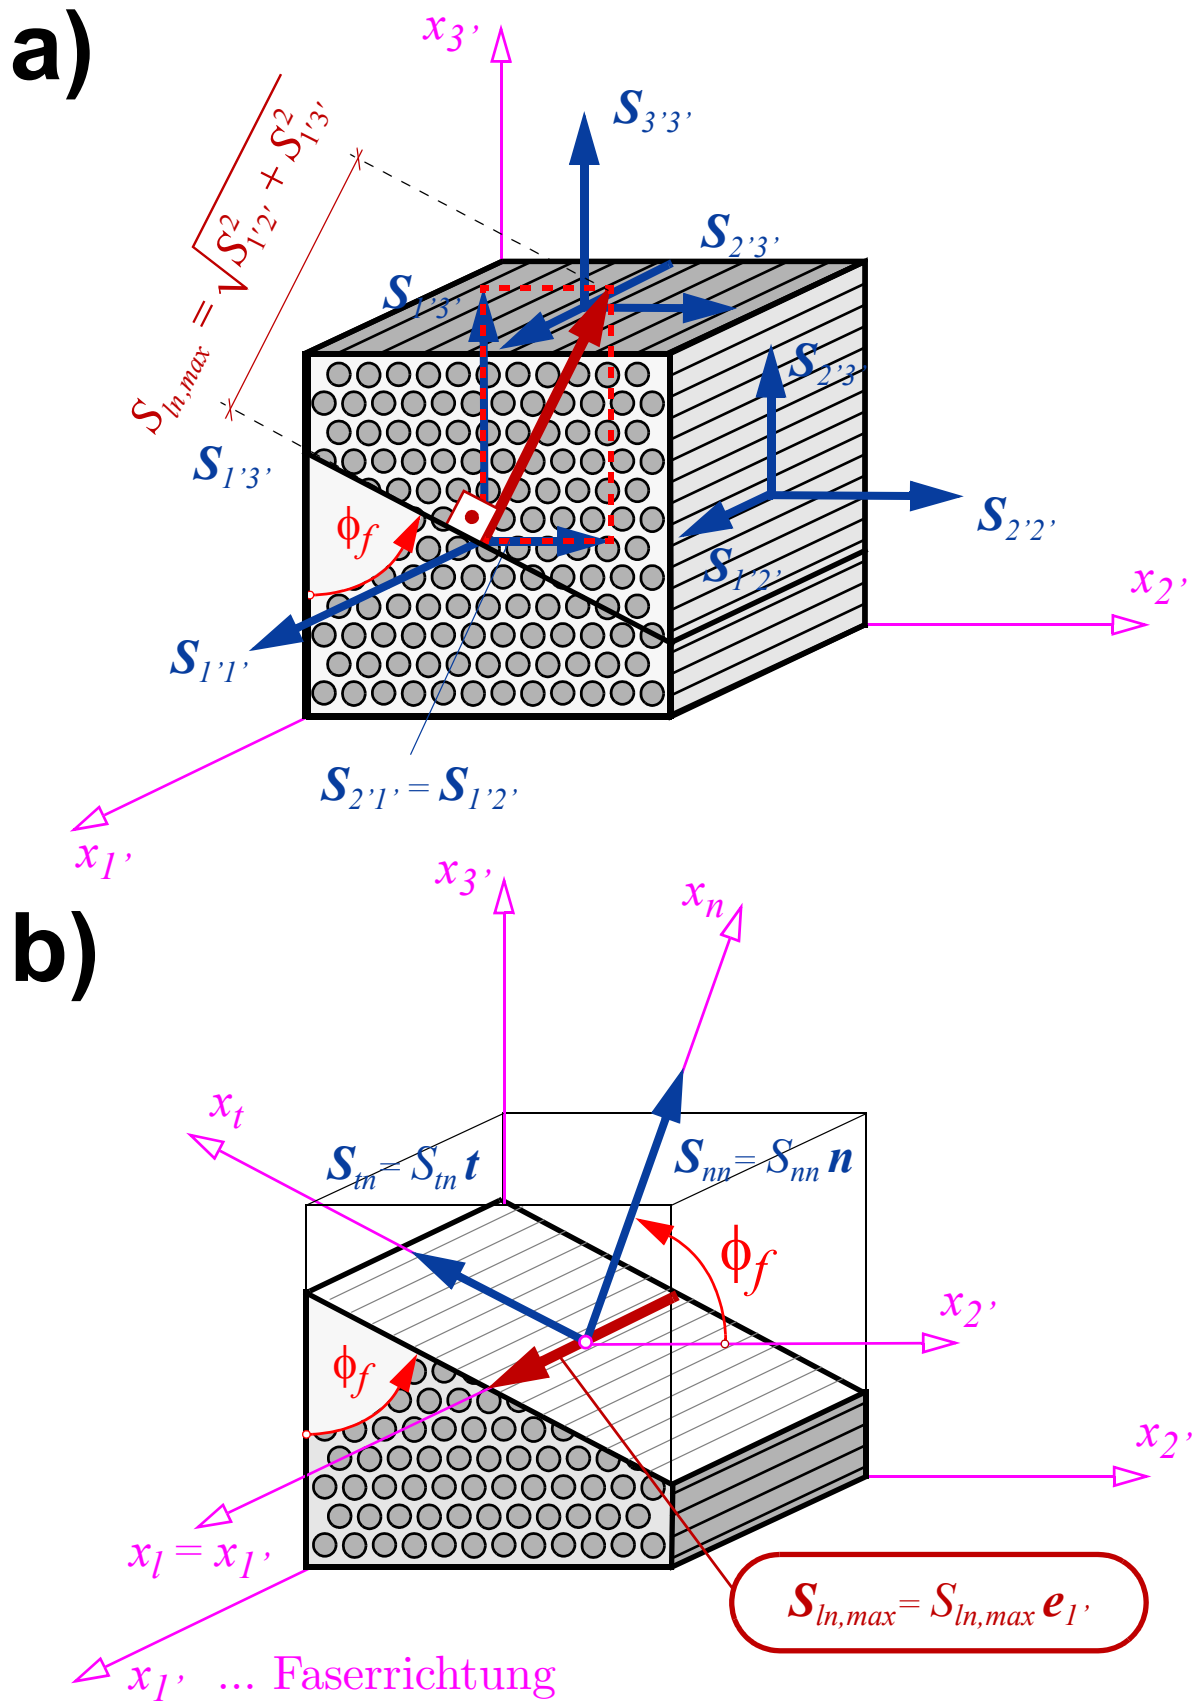 a)
x3’
S3’3’
Sln,max = √S²1′2′ + S²1′3′
S2’3’
S1’3’
S2’3’
S1’3’
ϕf
S2’2’
S1’2’
x2’
S1’1’
S2’1’ = S1’2’
x1’
x3’
xn
b)
xt
Stn= Stn t
Snn= Snn n
ϕf
x2’
ϕf
x2’
xl = x1’
Sln,max= Sln,max e1’
x1’ ... Faserrichtung